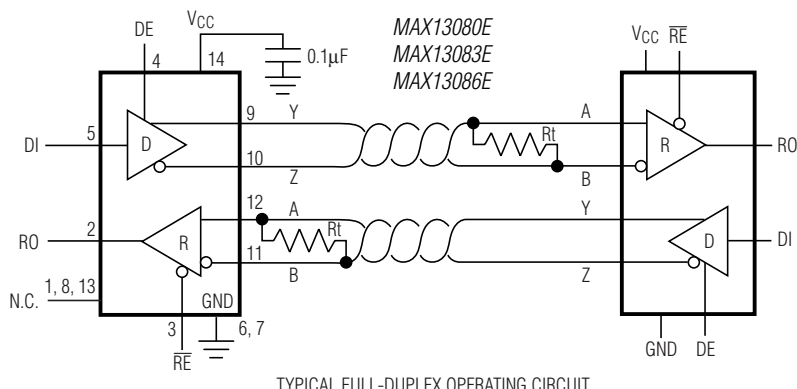 MAX13080E
MAX13083E
MAX13086E
VCC
DE
4
14
0.1µF
VCC RE
9 Y
A
DI 5
D
Rt
R
RO
10
Z
B
12 A
Y
RO 2
R
Rt
D
DI
11
B
Z
N.C. 1, 8, 13
GND
3
6, 7
RE
GND DE
TYPICAL FULL-DUPLEX OPERATING CIRCUIT